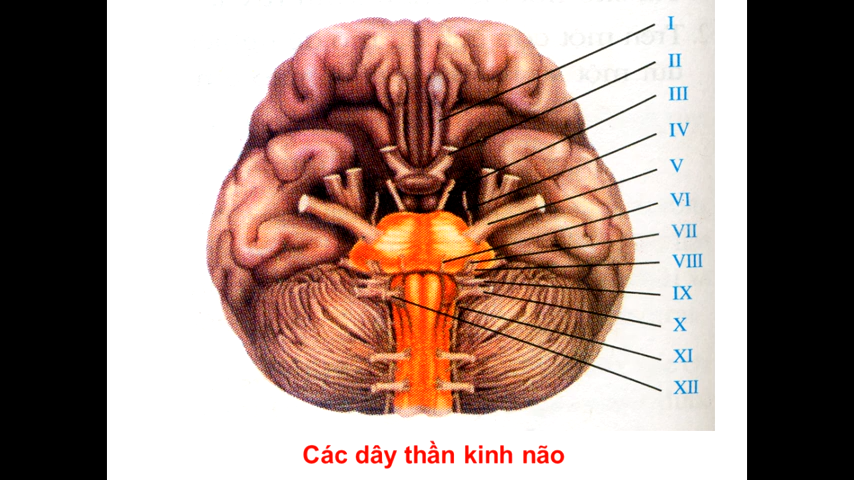 I
II
III
IV
V
VI
VII
VIII
IX
X
XI
XII
Các dây thần kinh não